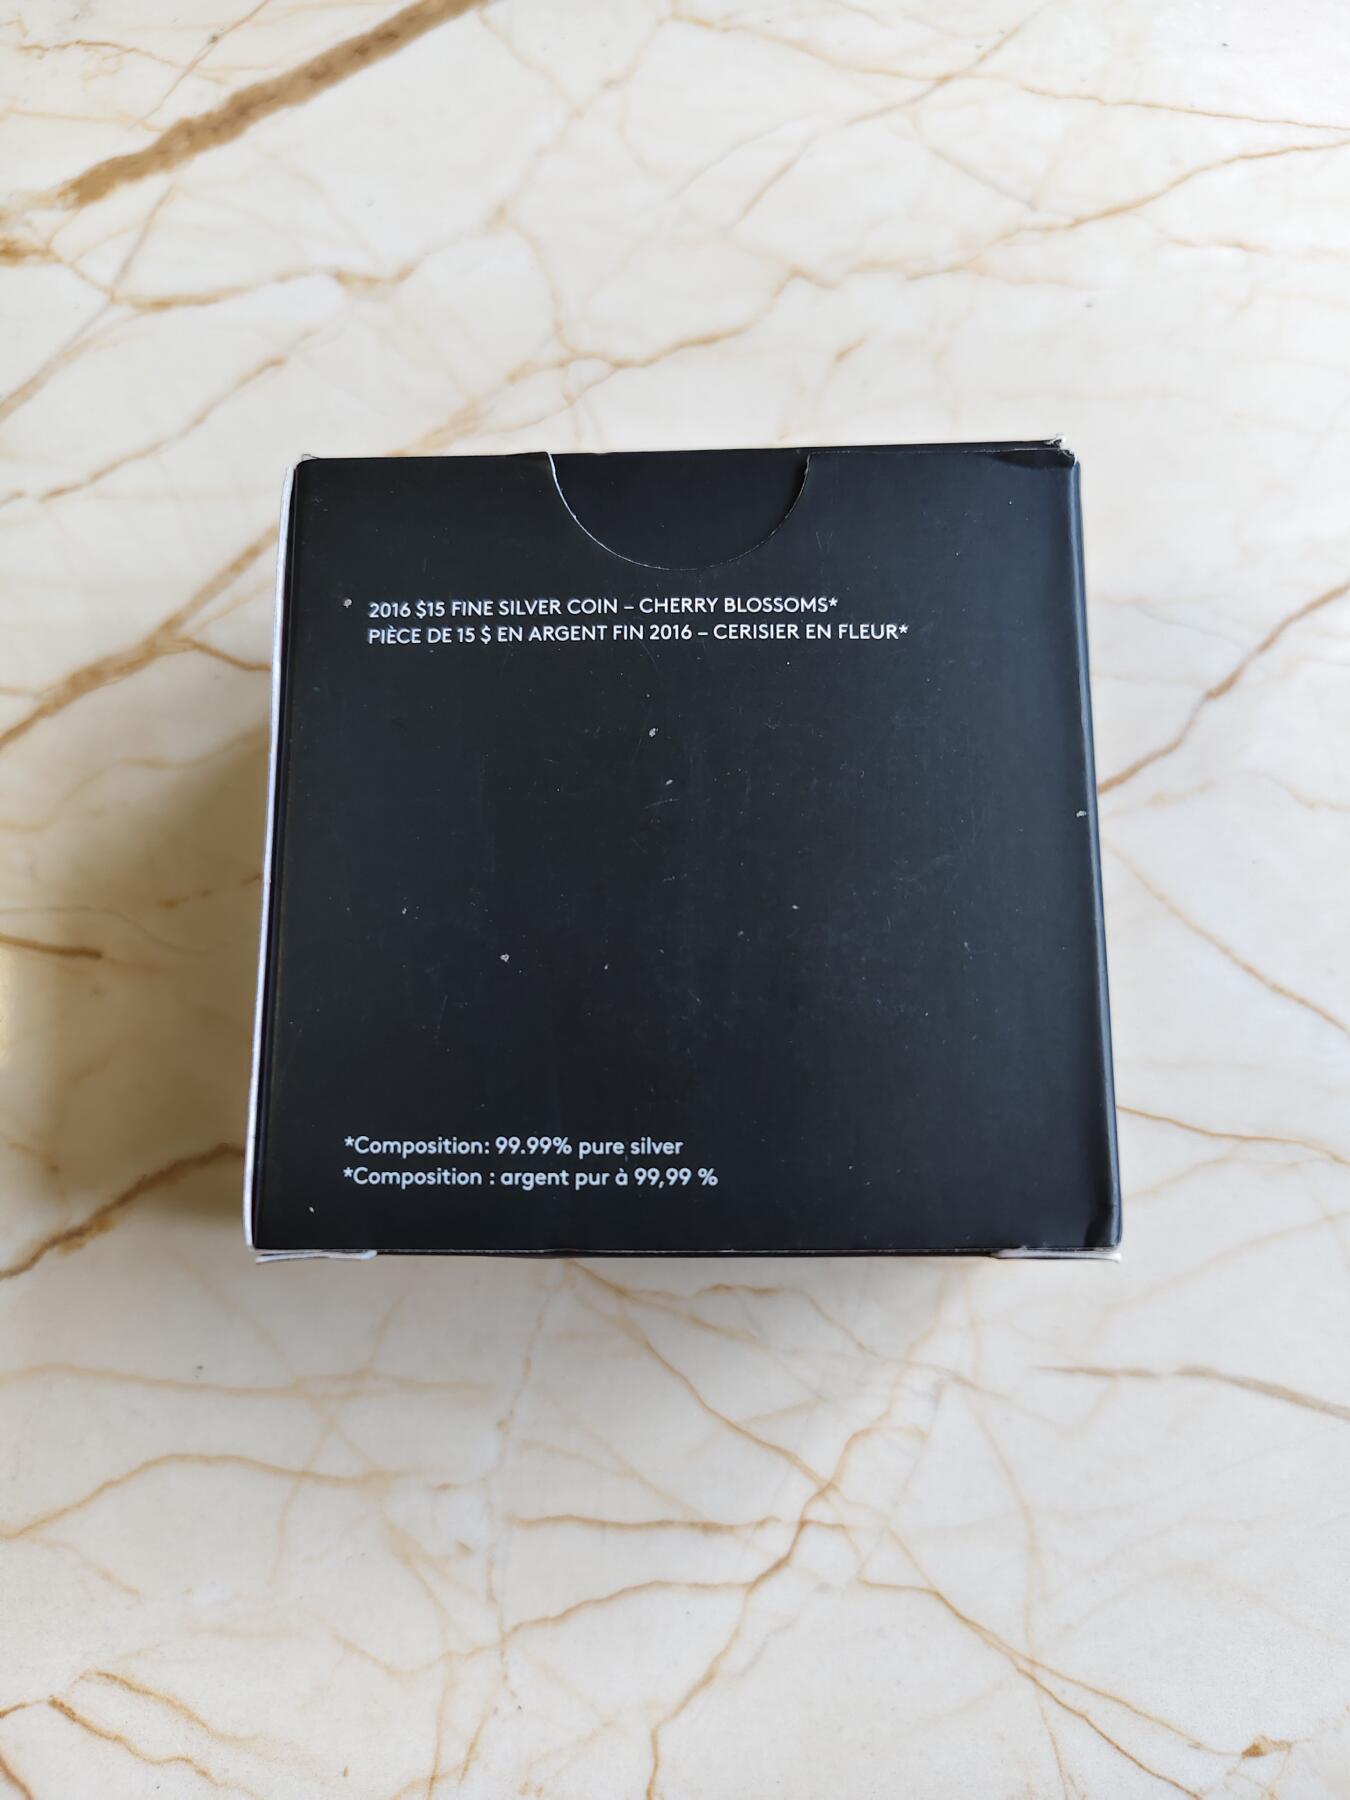 2016 $15 FINE SILVER COIN – CHERRY BLOSSOMS*
PIÈCE DE 15 $ EN ARGENT FIN 2016 – CERISIER EN FLEUR*
*Composition: 99.99% pure silver
*Composition : argent pur à 99,99 %